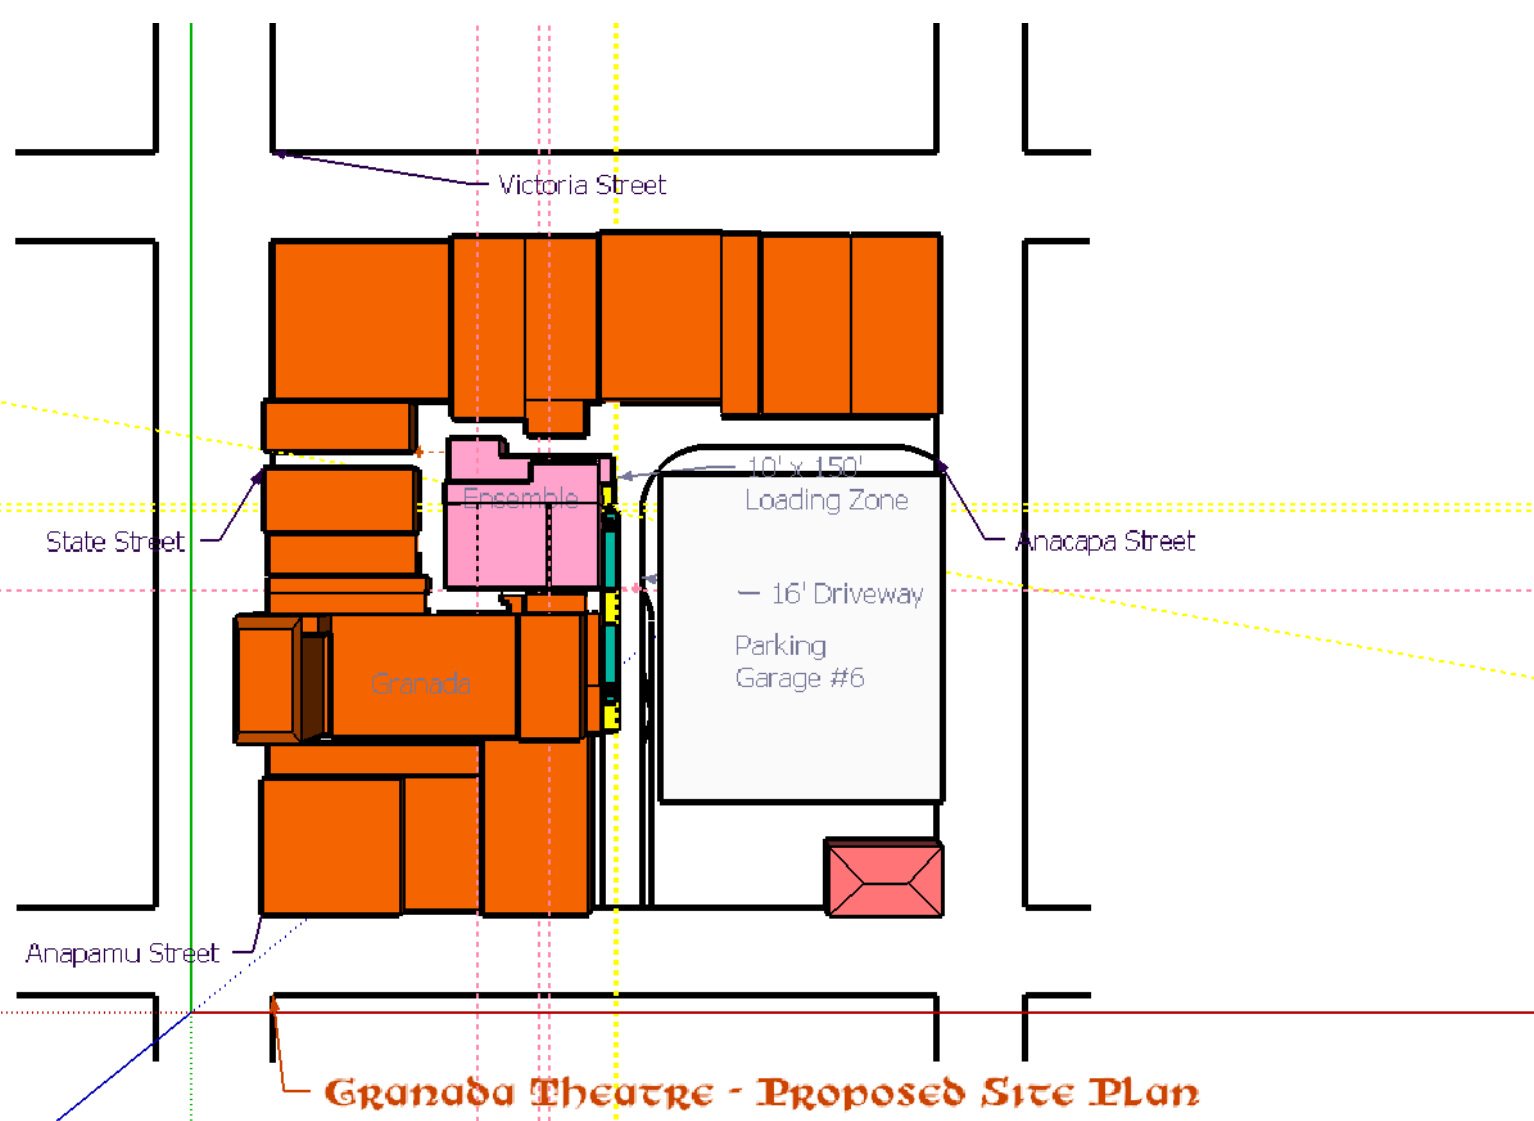 Victoria Street
10' x 150'
Loading Zone
Ensemble
State Street
Anacapa Street
16' Driveway
Parking
Garage #6
Granada
Anapamu Street
Granada Theatre - Proposed Site Plan